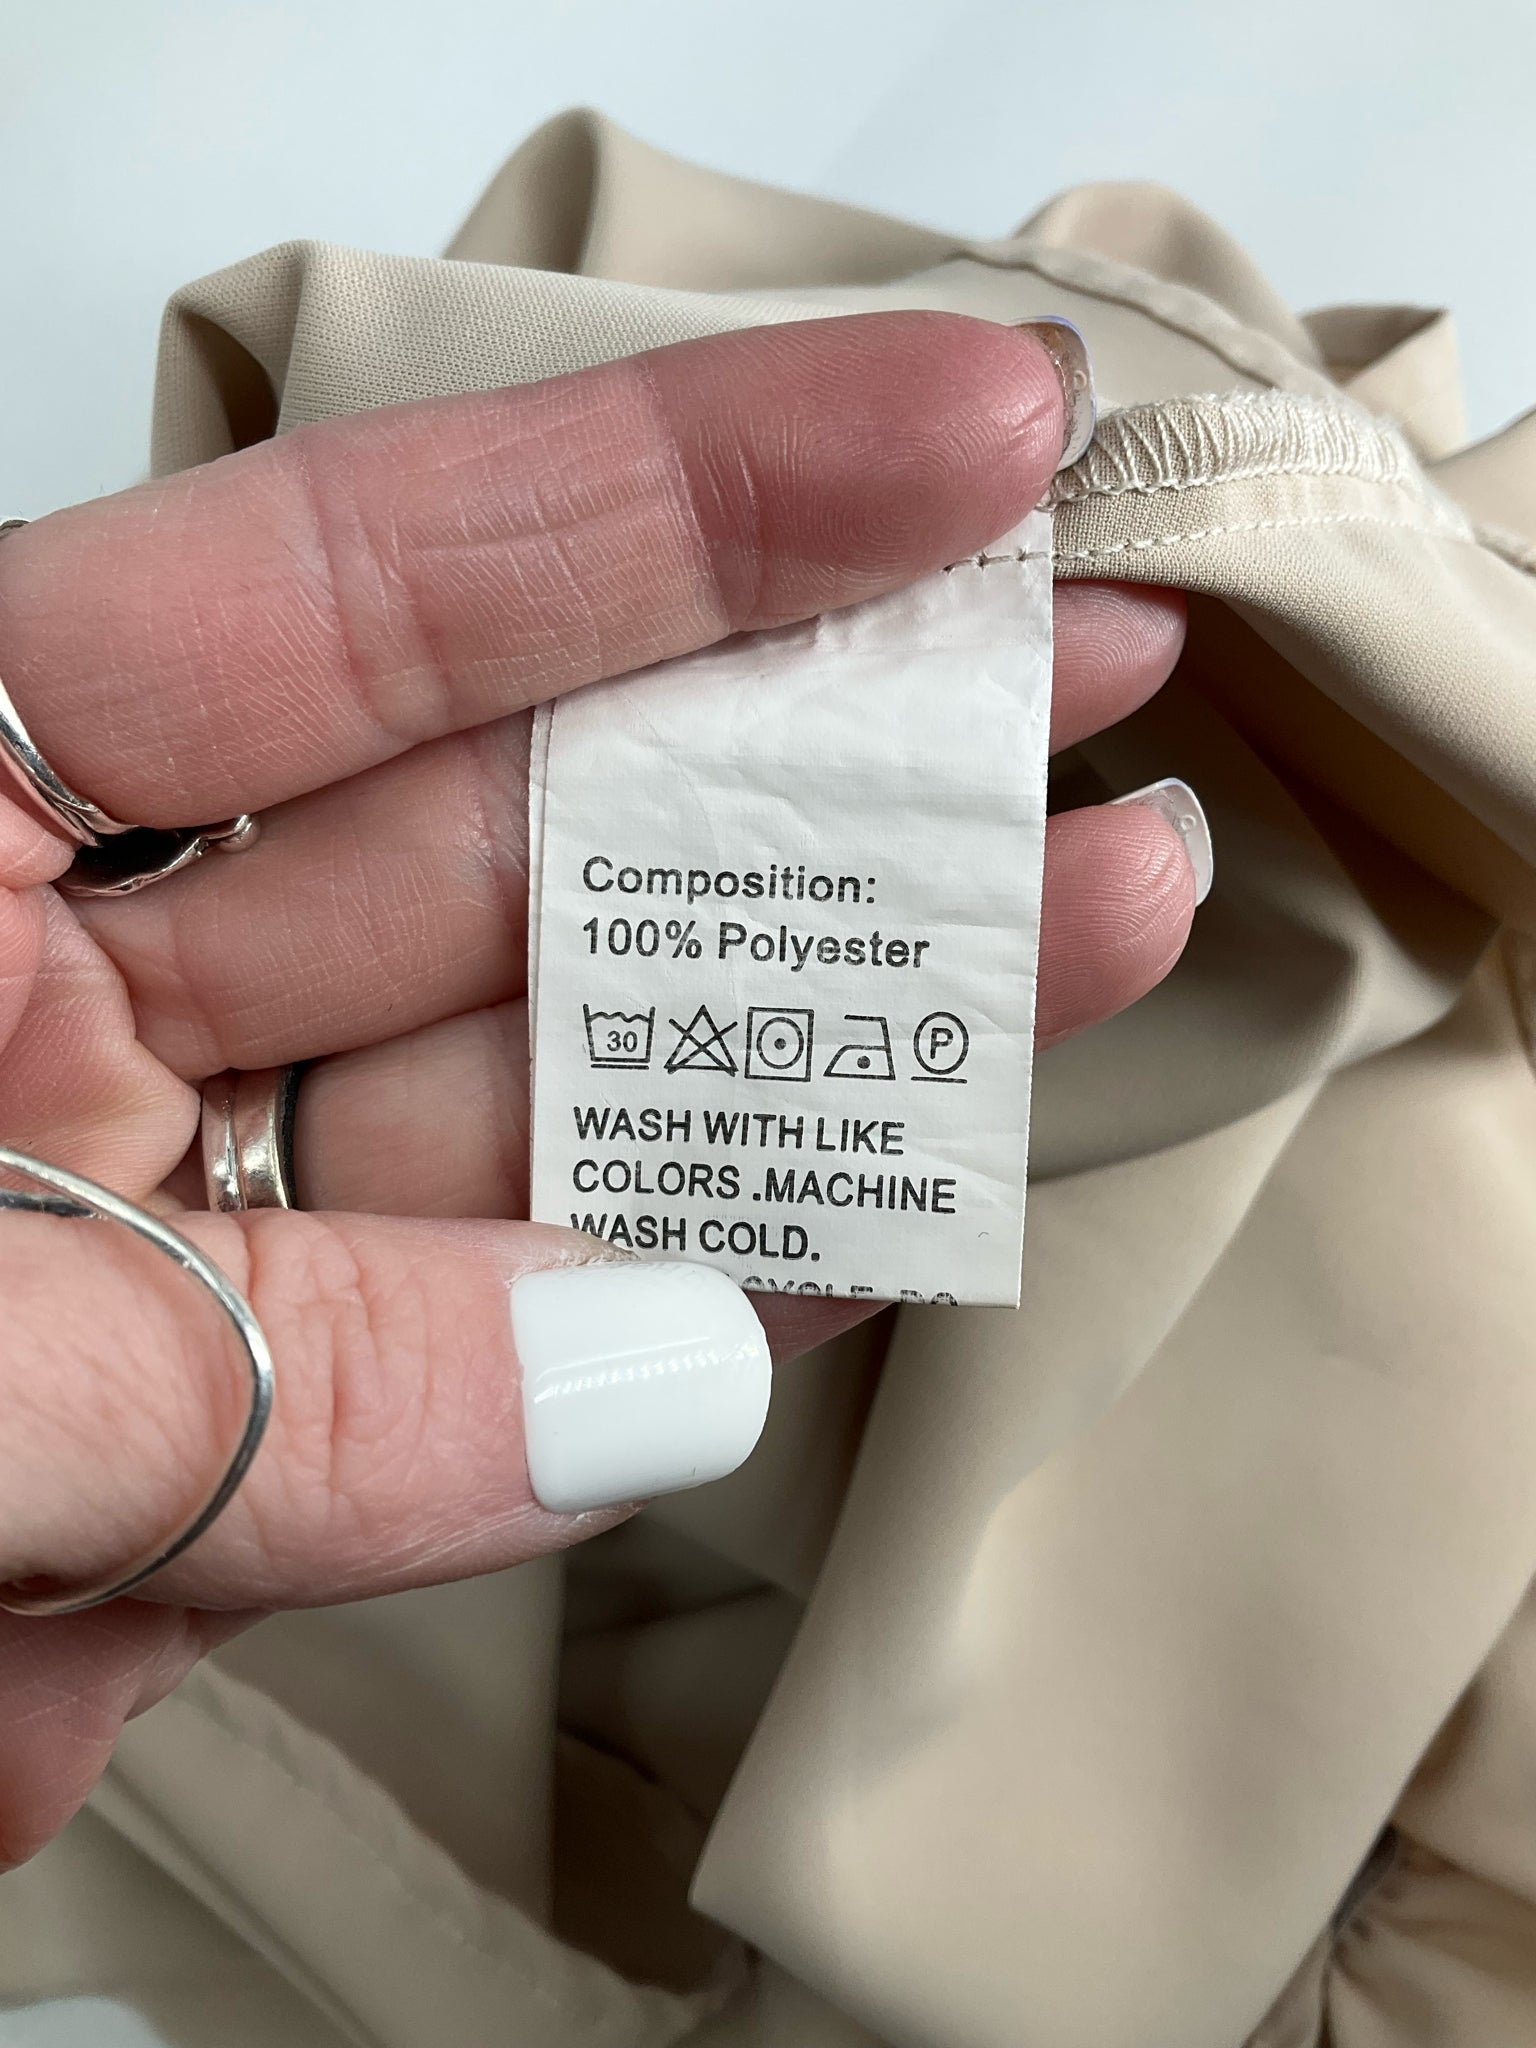 Composition:
100% Polyester
30 P
WASH WITH LIKE
COLORS .MACHINE
WASH COLD.